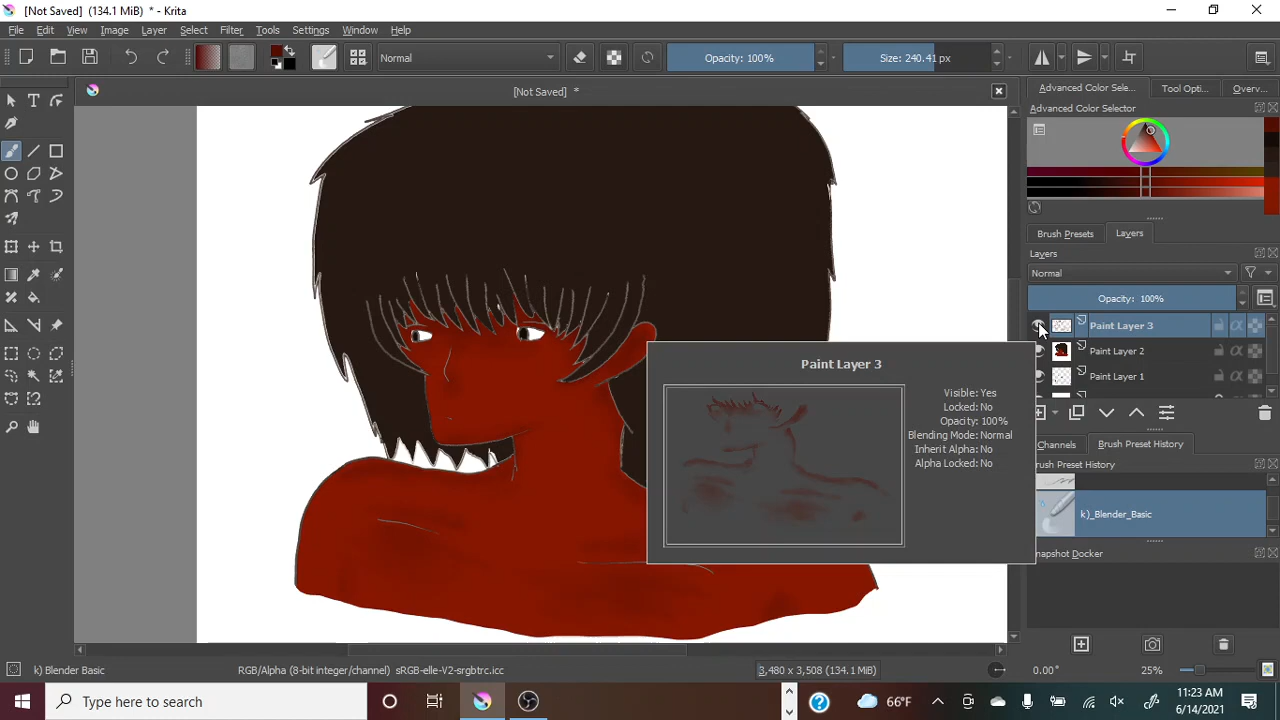 [Not Saved] (134.1 MiB) * - Krita
File Edit View Image Layer Select Filter Tools Settings Window Help
Normal
Opacity: 100%
Size: 240.41 px
[Not Saved] *
Advanced Color Sele...
Tool Opti...
Overv...
Advanced Color Selector
Brush Presets
Layers
Layers
Normal
Opacity: 100%
Paint Layer 3
Paint Layer 2
Paint Layer 1
Paint Layer 3
Visible: Yes
Locked: No
Opacity: 100%
Blending Mode: Normal
Inherit Alpha: No
Alpha Locked: No
Channels
Brush Preset History
rush Preset History
k)_Blender_Basic
napshot Docker
k) Blender Basic
RGB/Alpha (8-bit integer/channel) sRGB-elle-V2-srgbtrc.icc
3,480 x 3,508 (134.1 MiB)
0.00°
25%
Type here to search
66°F
11:23 AM
6/14/2021